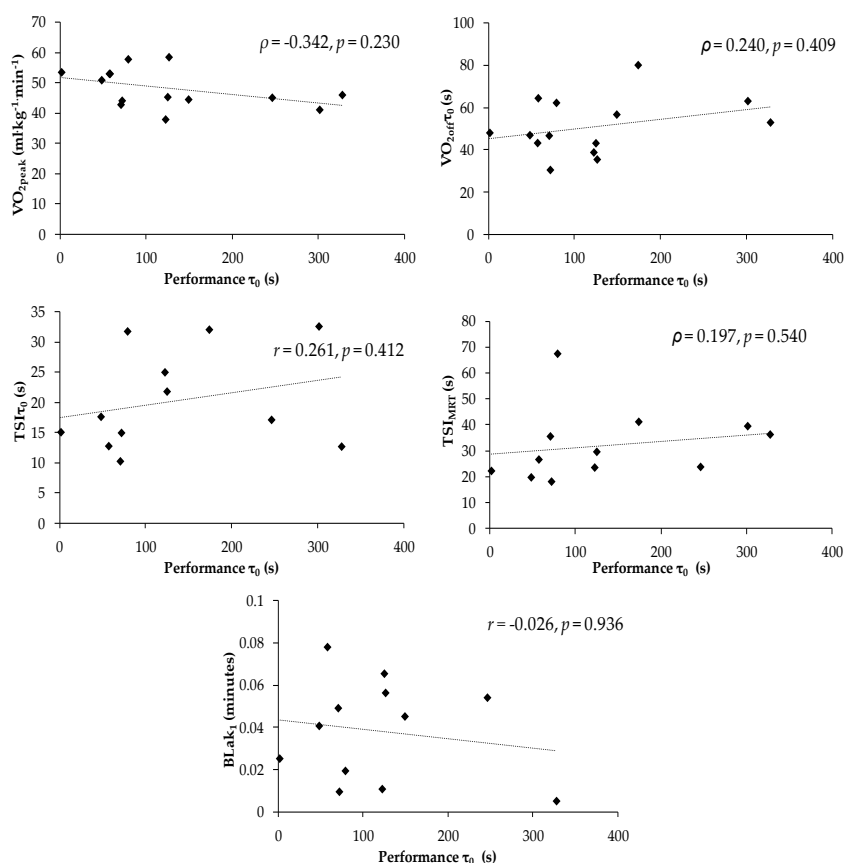 ρ = -0.342, p = 0.230
VO2peak (ml·kg-1·min-1)
70
60
50
40
30
20
10
0
0 100 200 300 400
Performance τ0 (s)
ρ = 0.240, p = 0.409
VO2offτ0 (s)
100
80
60
40
20
0
0 100 200 300 400
Performance τ0 (s)
r = 0.261, p = 0.412
TSIτ0 (s)
35
30
25
20
15
10
5
0
0 100 200 300 400
Performance τ0 (s)
ρ = 0.197, p = 0.540
TSIMRT (s)
80
70
60
50
40
30
20
10
0
0 100 200 300 400
Performance τ0 (s)
r = -0.026, p = 0.936
BLak1 (minutes)
0.1
0.08
0.06
0.04
0.02
0
0 100 200 300 400
Performance τ0 (s)